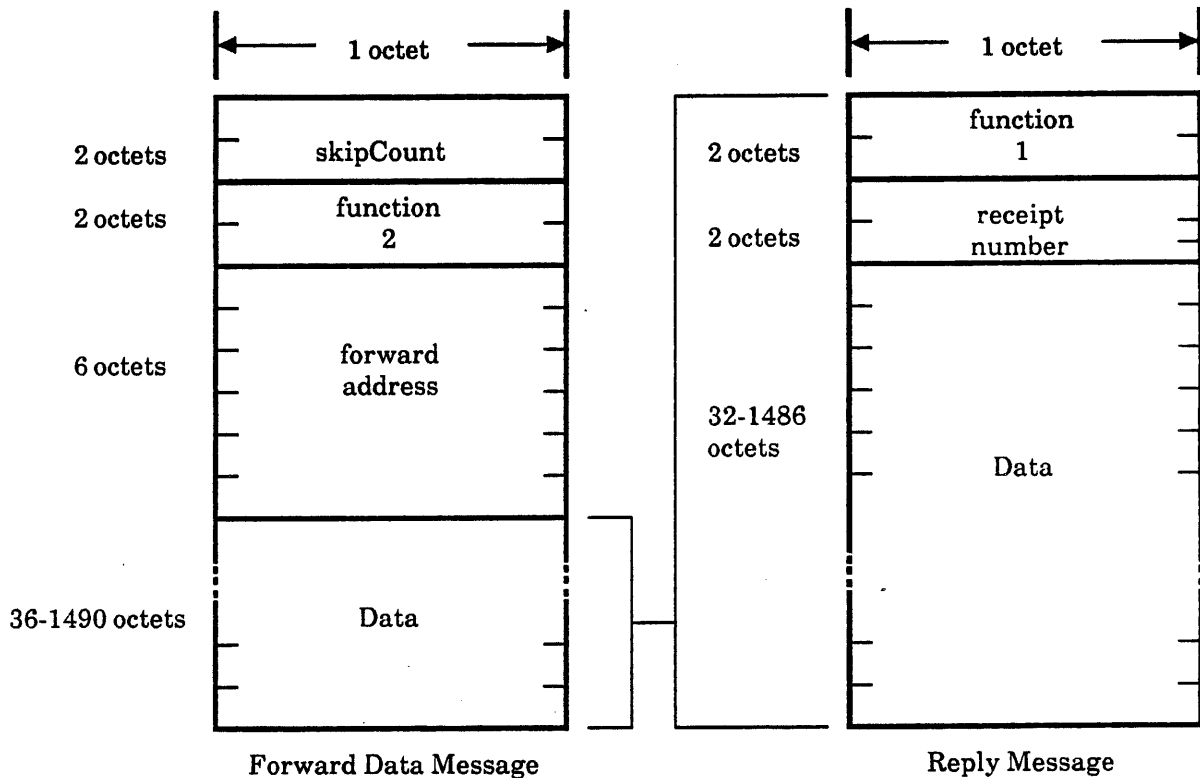 1 octet
1 octet
2 octets
skipCount
2 octets
function
1
2 octets
function
2
2 octets
receipt
number
6 octets
forward
address
32-1486
octets
Data
36-1490 octets
Data
Forward Data Message
Reply Message